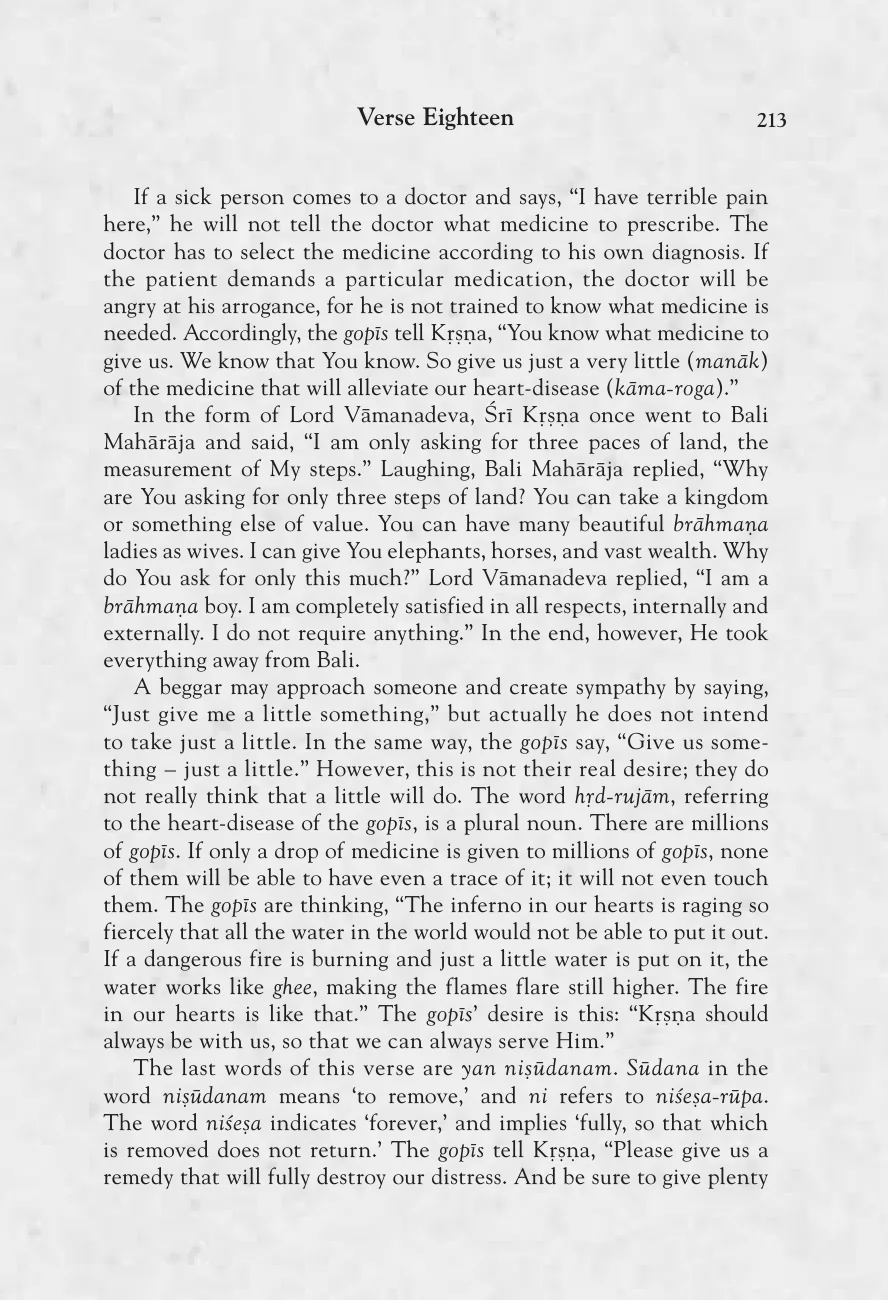 Verse Eighteen 213
If a sick person comes to a doctor and says, “I have terrible pain
here,” he will not tell the doctor what medicine to prescribe. The
doctor has to select the medicine according to his own diagnosis. If
the patient demands a particular medication, the doctor will be
angry at his arrogance, for he is not trained to know what medicine is
needed. Accordingly, the gopīs tell Kṛṣṇa, “You know what medicine to
give us. We know that You know. So give us just a very little (manāk)
of the medicine that will alleviate our heart-disease (kāma-roga).”
In the form of Lord Vāmanadeva, Śrī Kṛṣṇa once went to Bali
Mahārāja and said, “I am only asking for three paces of land, the
measurement of My steps.” Laughing, Bali Mahārāja replied, “Why
are You asking for only three steps of land? You can take a kingdom
or something else of value. You can have many beautiful brāhmaṇa
ladies as wives. I can give You elephants, horses, and vast wealth. Why
do You ask for only this much?” Lord Vāmanadeva replied, “I am a
brāhmaṇa boy. I am completely satisfied in all respects, internally and
externally. I do not require anything.” In the end, however, He took
everything away from Bali.
A beggar may approach someone and create sympathy by saying,
“Just give me a little something,” but actually he does not intend
to take just a little. In the same way, the gopīs say, “Give us some-
thing – just a little.” However, this is not their real desire; they do
not really think that a little will do. The word hṛd-rujām, referring
to the heart-disease of the gopīs, is a plural noun. There are millions
of gopīs. If only a drop of medicine is given to millions of gopīs, none
of them will be able to have even a trace of it; it will not even touch
them. The gopīs are thinking, “The inferno in our hearts is raging so
fiercely that all the water in the world would not be able to put it out.
If a dangerous fire is burning and just a little water is put on it, the
water works like ghee, making the flames flare still higher. The fire
in our hearts is like that.” The gopīs’ desire is this: “Kṛṣṇa should
always be with us, so that we can always serve Him.”
The last words of this verse are yan niṣūdanam. Sūdana in the
word niṣūdanam means ‘to remove,’ and ni refers to niśeṣa-rūpa.
The word niśeṣa indicates ‘forever,’ and implies ‘fully, so that which
is removed does not return.’ The gopīs tell Kṛṣṇa, “Please give us a
remedy that will fully destroy our distress. And be sure to give plenty